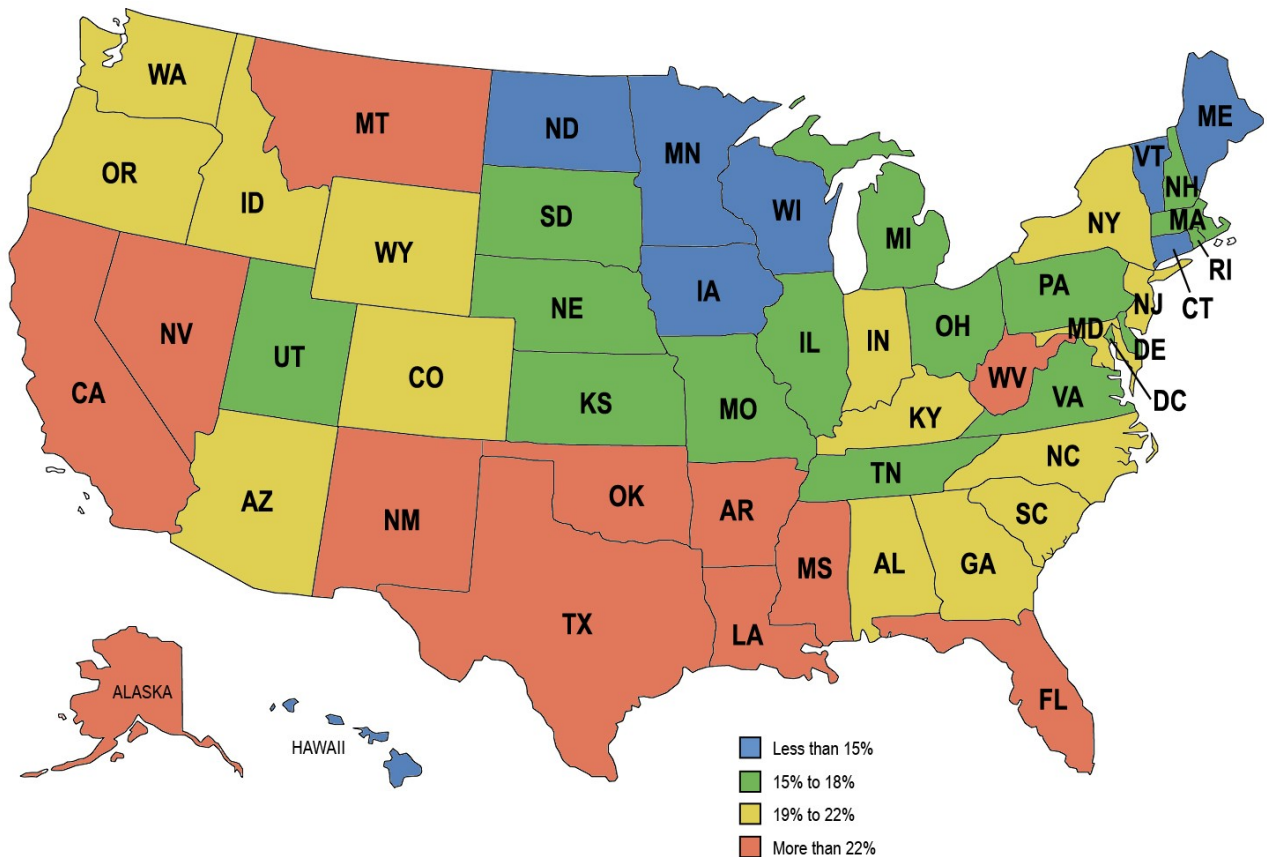 WA
MT
ND
MN
ME
VT
OR
ID
SD
WI
NH
MI
NY
MA
WY
RI
IA
PA
NE
CT
NJ
NV
UT
IL
IN
OH
MD
DE
CO
CA
KS
MO
WV
VA
DC
KY
NC
TN
AZ
NM
OK
AR
SC
MS
AL
GA
TX
LA
ALASKA
FL
HAWAII
Less than 15%
15% to 18%
19% to 22%
More than 22%